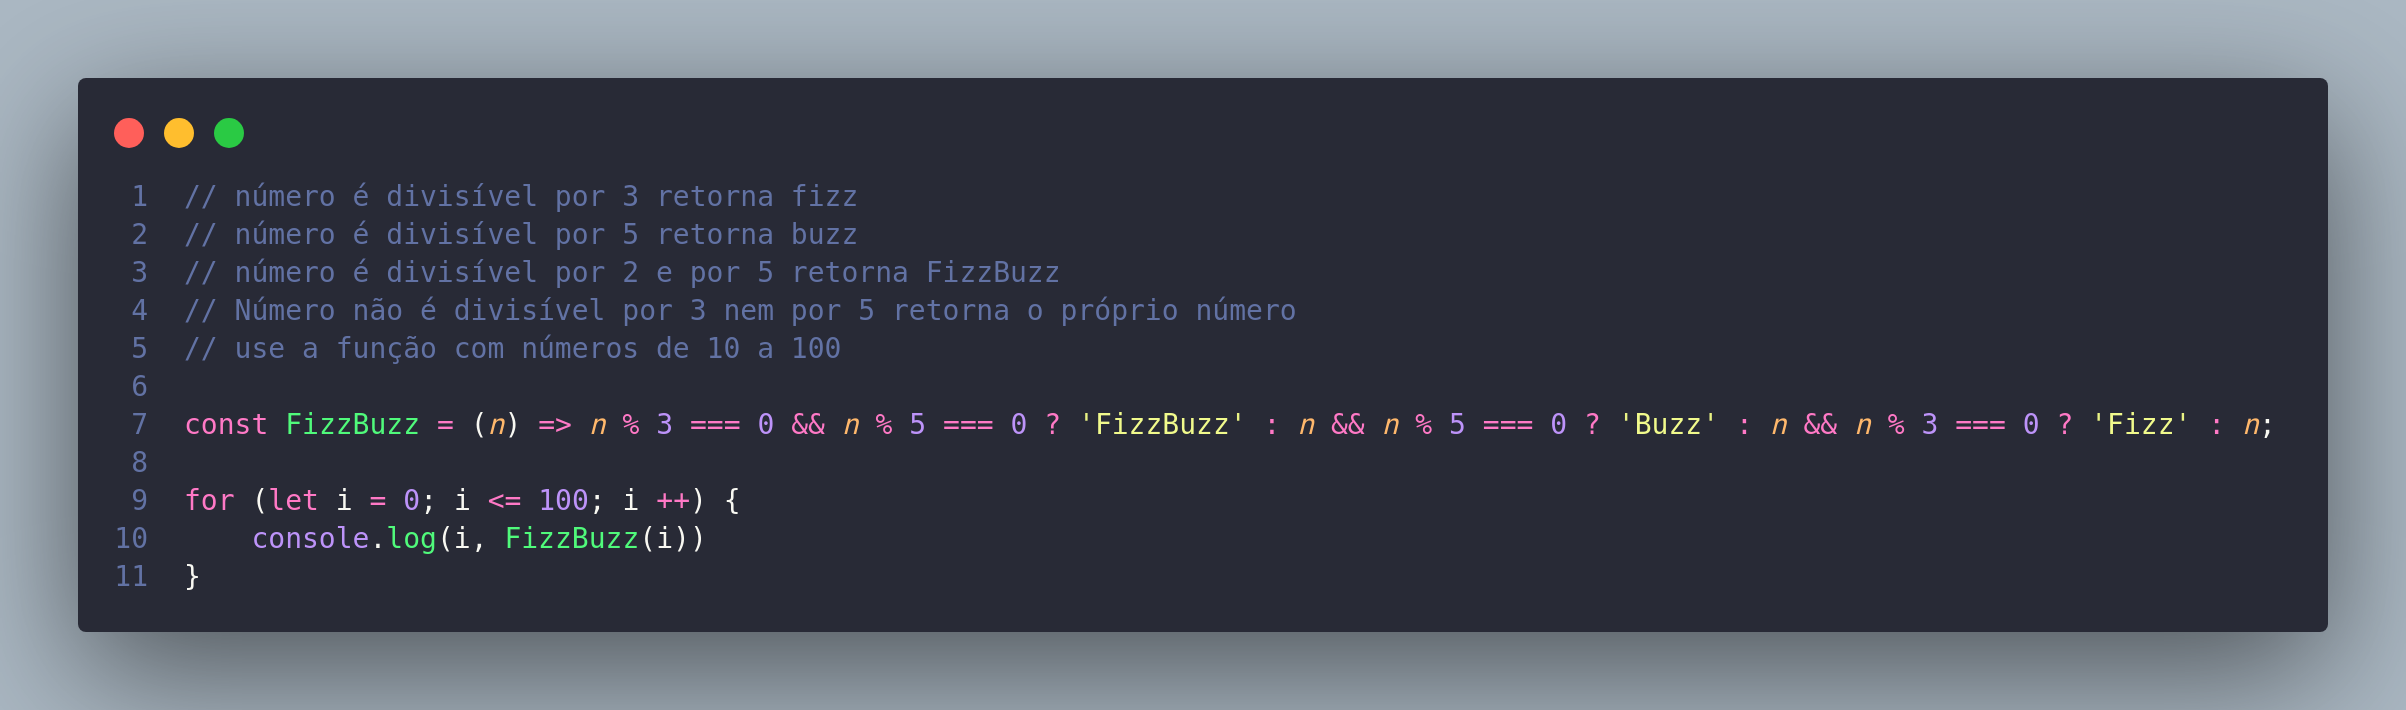 1 // número é divisível por 3 retorna fizz
2 // número é divisível por 5 retorna buzz
3 // número é divisível por 2 e por 5 retorna FizzBuzz
4 // Número não é divisível por 3 nem por 5 retorna o próprio número
5 // use a função com números de 10 a 100
6
7 const FizzBuzz = (n) => n % 3 === 0 && n % 5 === 0 ? 'FizzBuzz' : n && n % 5 === 0 ? 'Buzz' : n && n % 3 === 0 ? 'Fizz' : n;
8
9 for (let i = 0; i <= 100; i ++) {
10     console.log(i, FizzBuzz(i))
11 }